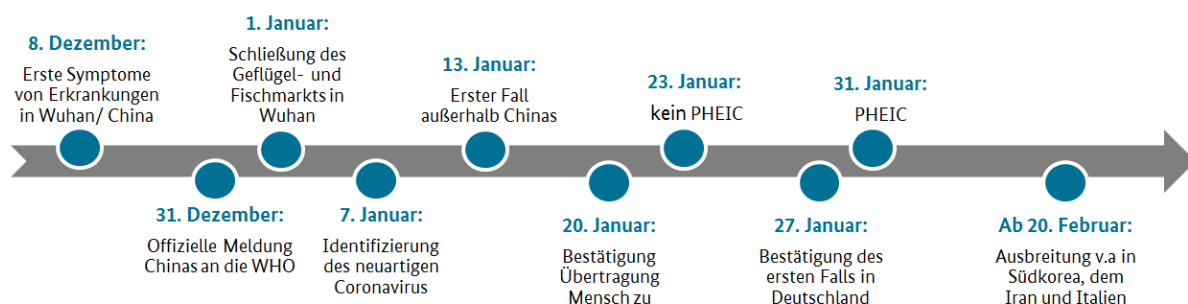 8. Dezember:
Erste Symptome
von Erkrankungen
in Wuhan/ China
31. Dezember:
Offizielle Meldung
Chinas an die WHO
1. Januar:
Schließung des
Geflügel- und
Fischmarkts in
Wuhan
7. Januar:
Identifizierung
des neuartigen
Coronavirus
13. Januar:
Erster Fall
außerhalb Chinas
20. Januar:
Bestätigung
Übertragung
Mensch zu
23. Januar:
kein PHEIC
27. Januar:
Bestätigung des
ersten Falls in
Deutschland
31. Januar:
PHEIC
Ab 20. Februar:
Ausbreitung v.a in
Südkorea, dem
Iran und Italien